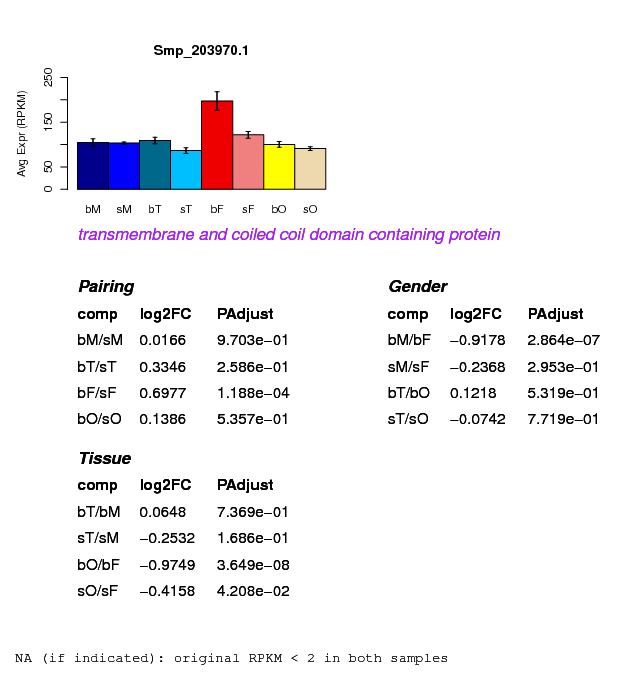 Smp_203970.1
Avg Expr (RPKM)
250
150
50
0
bM sM bT sT bF sF bO sO
transmembrane and coiled coil domain containing protein
Pairing
comp log2FC PAdjust
bM/sM 0.0166 9.703e−01
bT/sT 0.3346 2.586e−01
bF/sF 0.6977 1.188e−04
bO/sO 0.1386 5.357e−01
Gender
comp log2FC PAdjust
bM/bF −0.9178 2.864e−07
sM/sF −0.2368 2.953e−01
bT/bO 0.1218 5.319e−01
sT/sO −0.0742 7.719e−01
Tissue
comp log2FC PAdjust
bT/bM 0.0648 7.369e−01
sT/sM −0.2532 1.686e−01
bO/bF −0.9749 3.649e−08
sO/sF −0.4158 4.208e−02
NA (if indicated): original RPKM < 2 in both samples